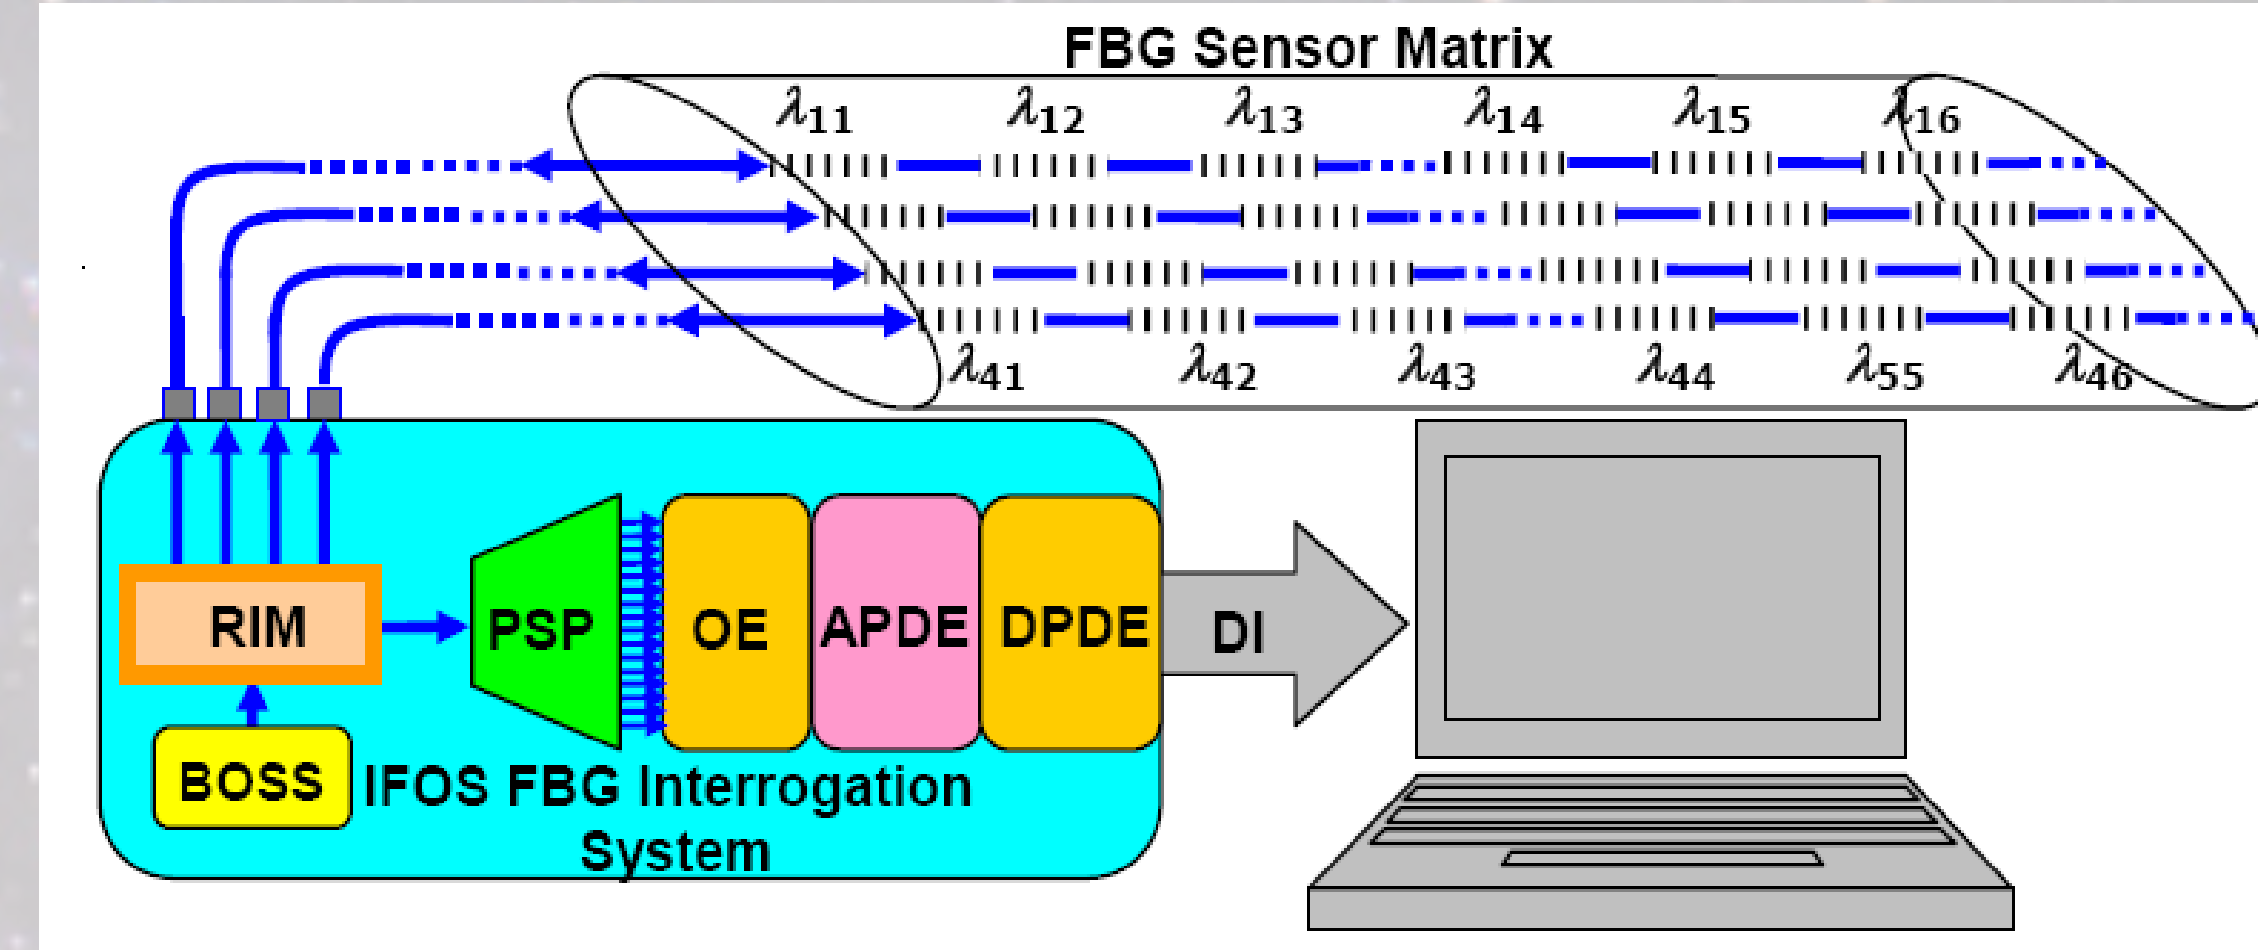 FBG Sensor Matrix
λ11 λ12 λ13 λ14 λ15 λ16
λ41 λ42 λ43 λ44 λ55 λ46
RIM
PSP
OE
APDE
DPDE
DI
BOSS
IFOS FBG Interrogation
System